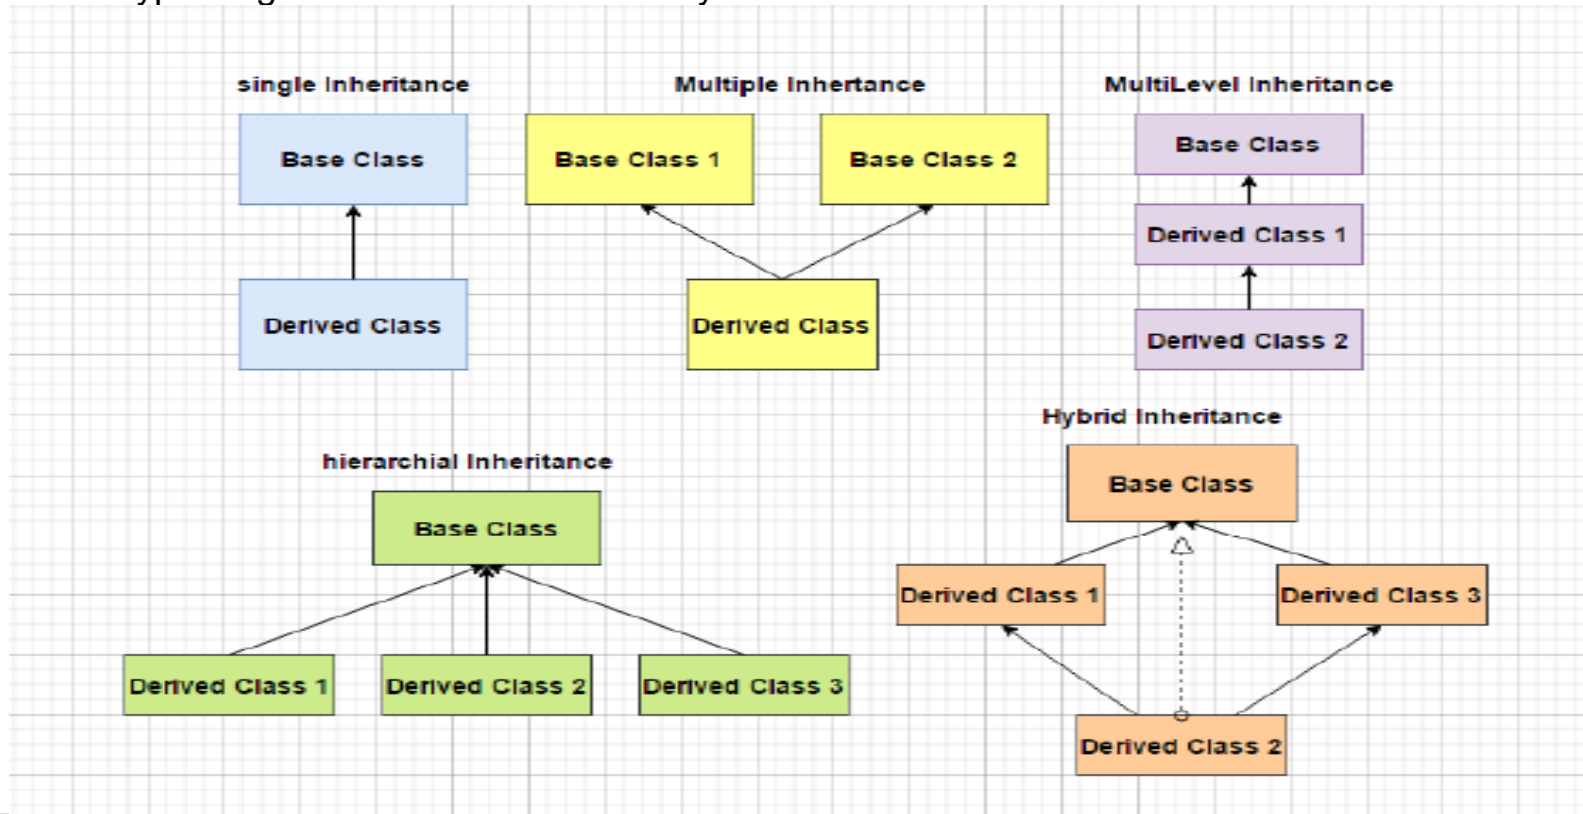 single Inheritance
Base Class
Derived Class
Multiple Inhertance
Base Class 1
Base Class 2
Derived Class
MultiLevel Inheritance
Base Class
Derived Class 1
Derived Class 2
hierarchial Inheritance
Base Class
Derived Class 1
Derived Class 2
Derived Class 3
Hybrid Inheritance
Base Class
Derived Class 1
Derived Class 3
Derived Class 2